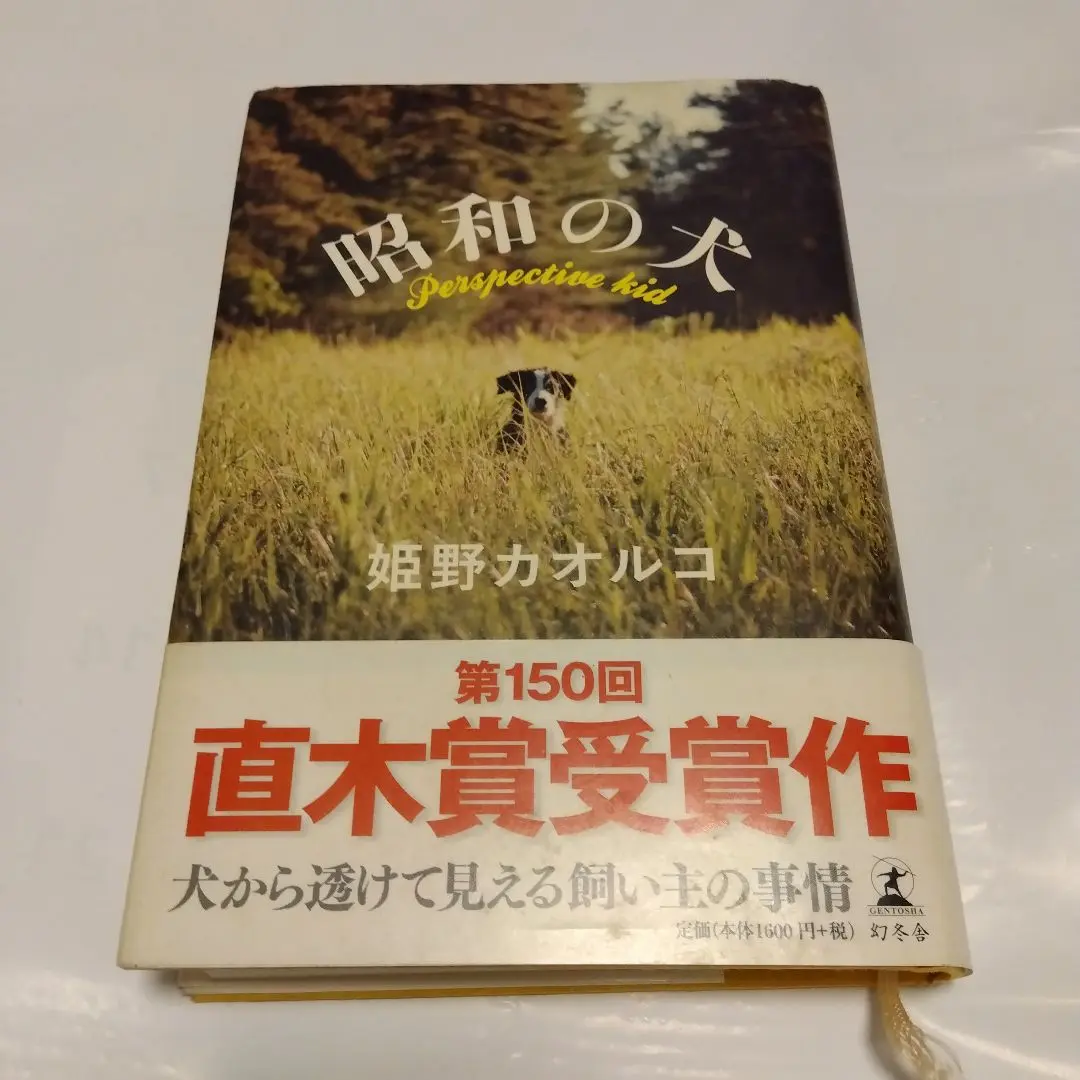 昭和の犬
Perspective kid
姫野カオルコ
第150回
直木賞受賞作
犬から透けて見える飼い主の事情
GENTOSHA
定価(本体1600円+税) 幻冬舎